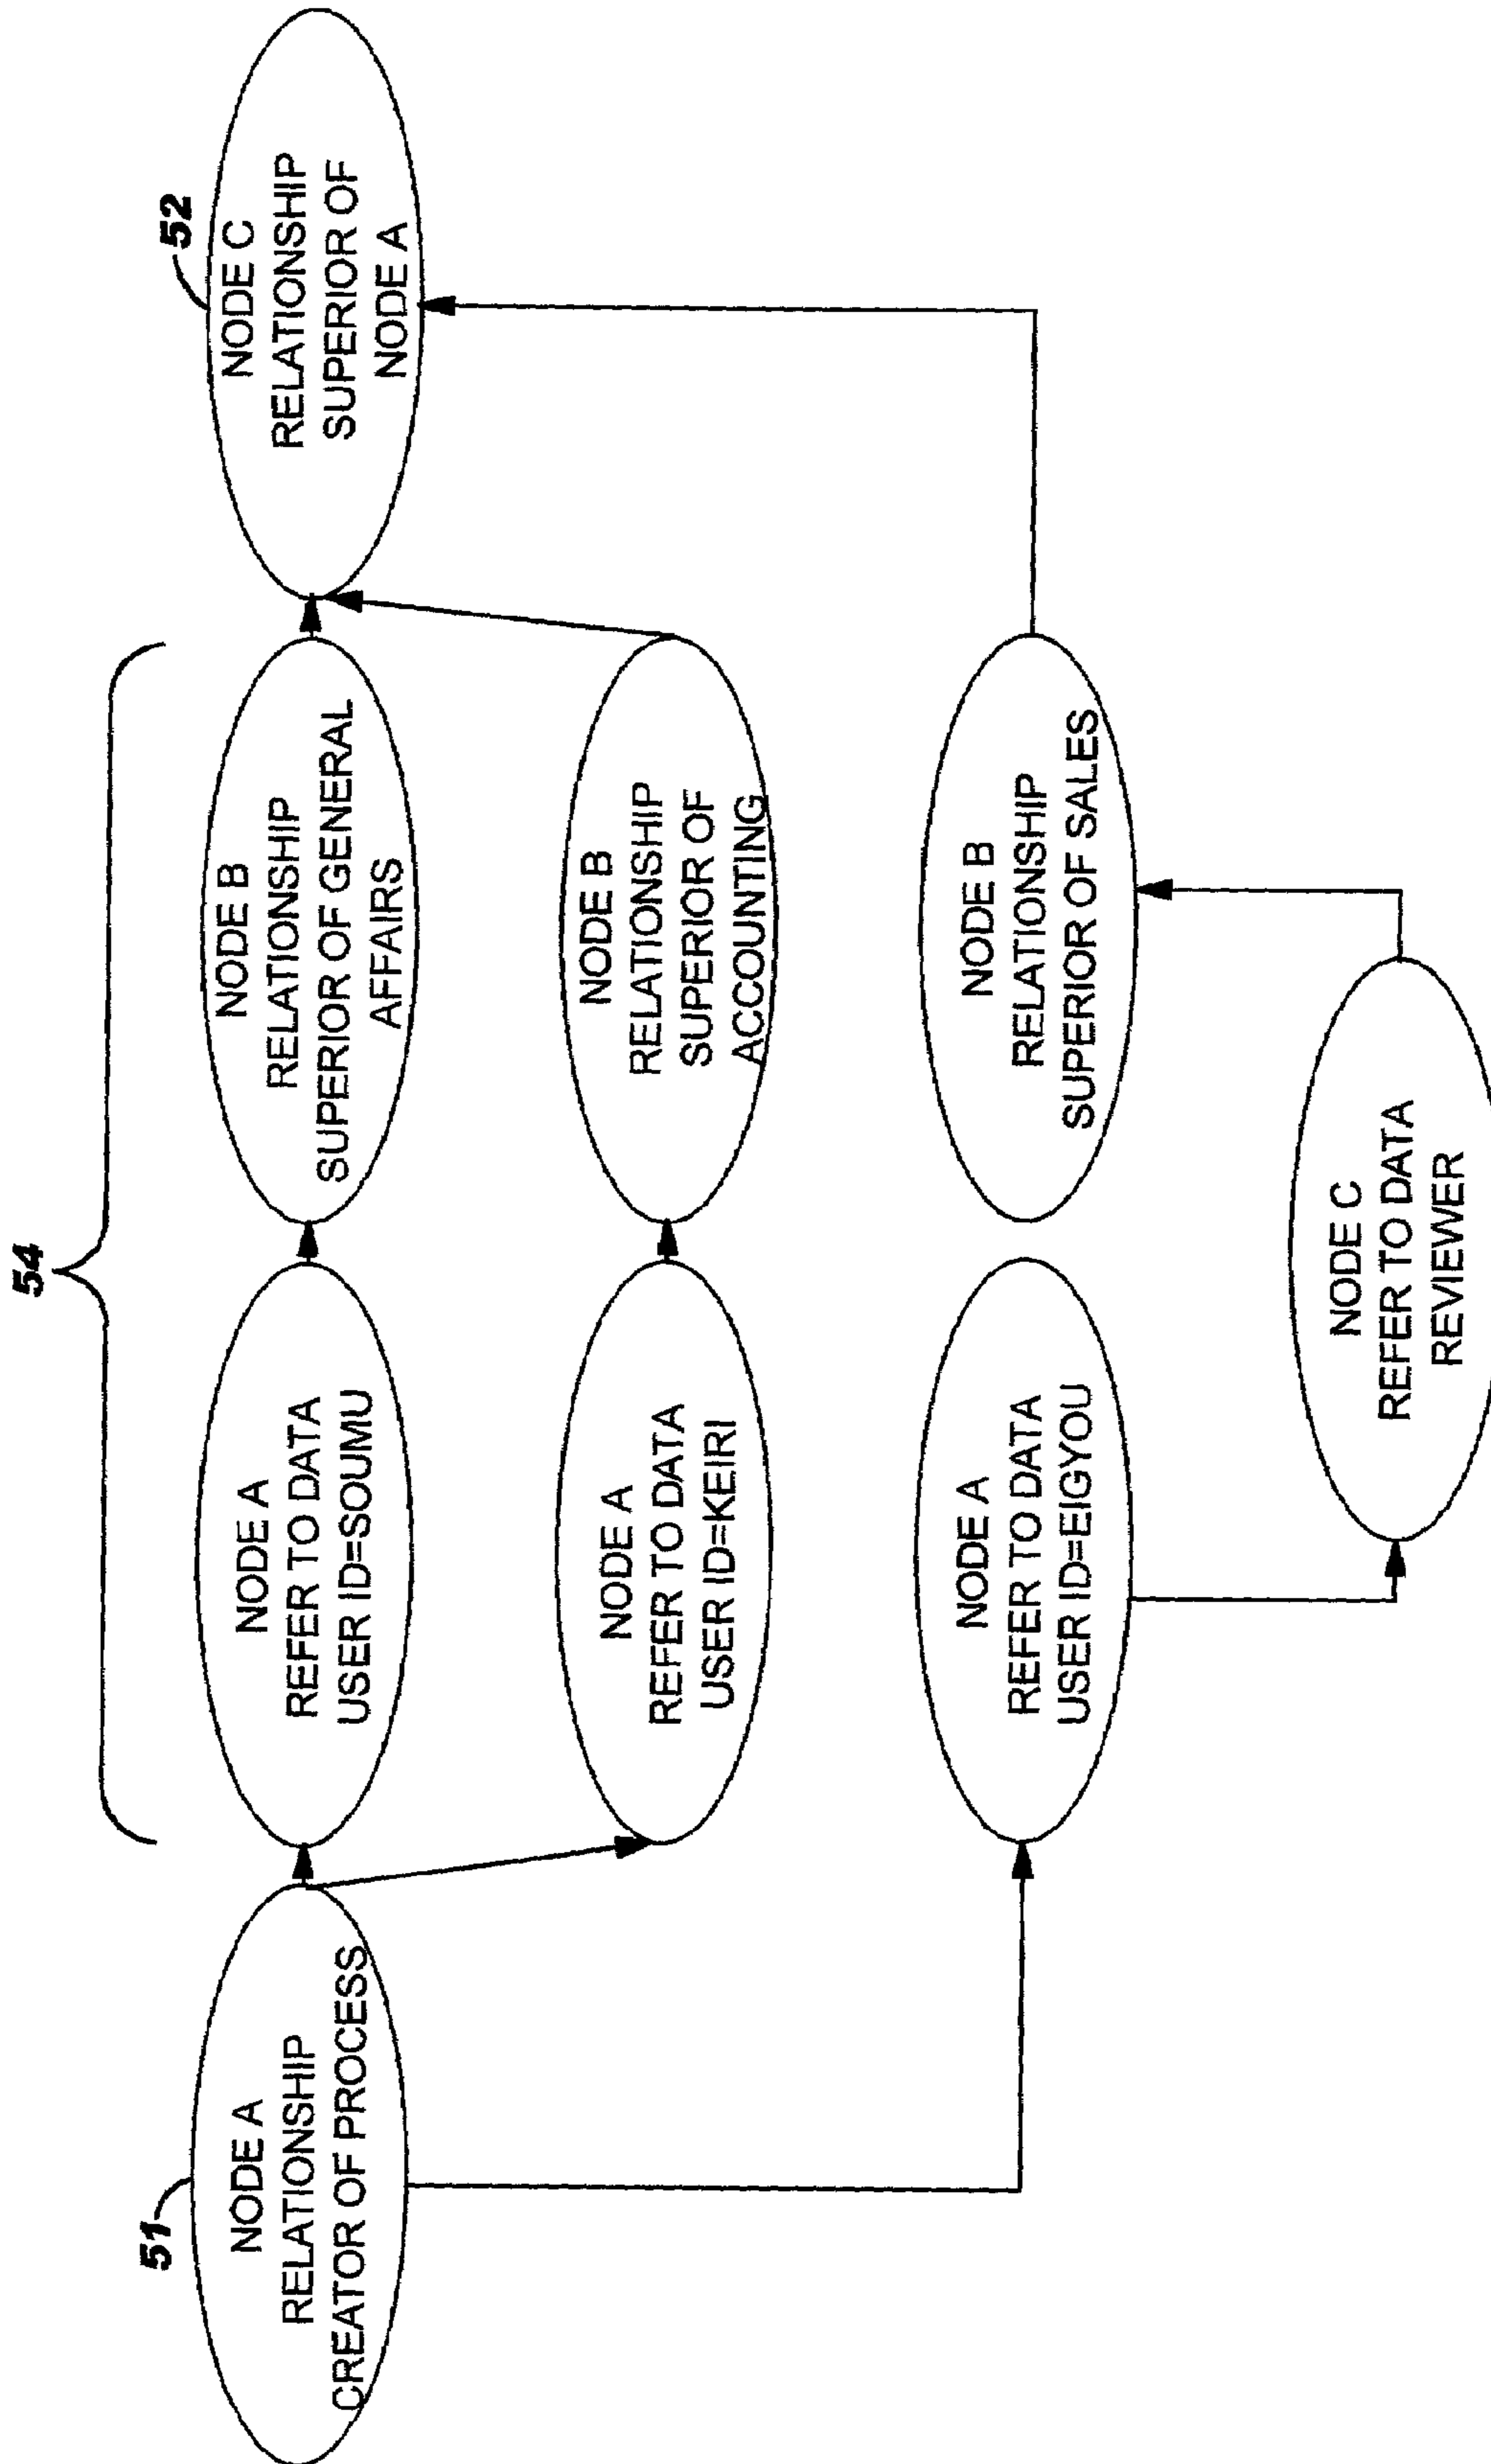 54
51
NODE A
RELATIONSHIP
CREATOR OF PROCESS
NODE A
REFER TO DATA
USER ID=SOUMU
NODE B
RELATIONSHIP
SUPERIOR OF GENERAL
AFFAIRS
52
NODE C
RELATIONSHIP
SUPERIOR OF
NODE A
NODE A
REFER TO DATA
USER ID=KEIRI
NODE B
RELATIONSHIP
SUPERIOR OF
ACCOUNTING
NODE A
REFER TO DATA
USER ID=EIGYOU
NODE B
RELATIONSHIP
SUPERIOR OF SALES
NODE C
REFER TO DATA
REVIEWER